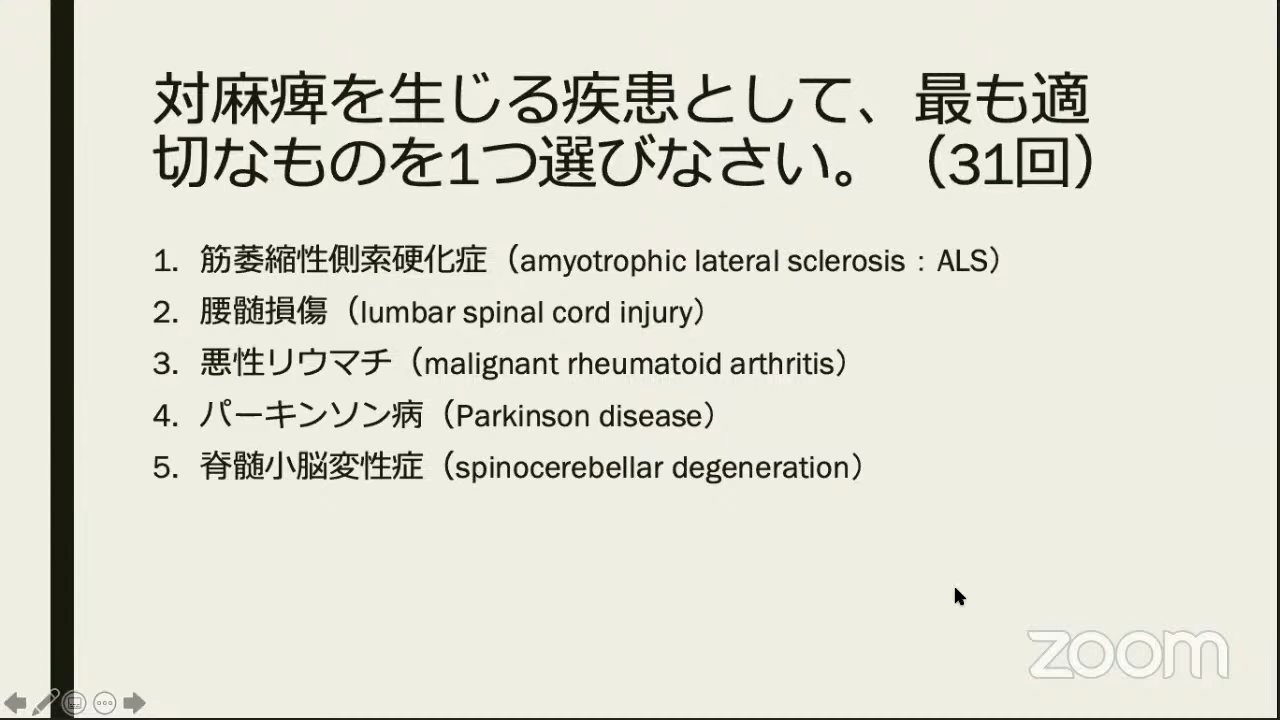 対麻痺を生じる疾患として、最も適
切なものを1つ選びなさい。（31回）
1. 筋萎縮性側索硬化症（amyotrophic lateral sclerosis：ALS）
2. 腰髄損傷（lumbar spinal cord injury）
3. 悪性リウマチ（malignant rheumatoid arthritis）
4. パーキンソン病（Parkinson disease）
5. 脊髄小脳変性症（spinocerebellar degeneration）
zoom